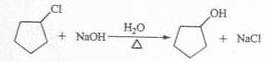 Cl
OH
+ NaOH
H₂O
△
+ NaCl